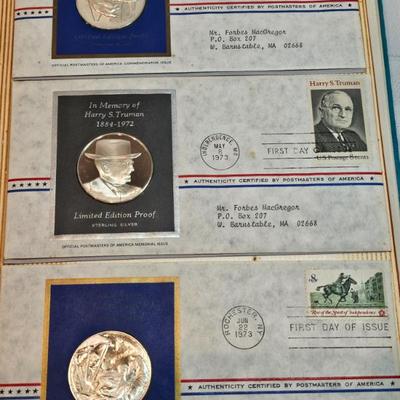 Limited Edition Proof
AUTHENTICITY CERTIFIED BY POSTMASTERS OF AMERICA
Mr. Forbes MacGregor
P.O. Box 207
W. Barnstable, MA 02668
OFFICIAL POSTMASTERS OF AMERICA COMMEMORATIVE ISSUE
In Memory of
Harry S. Truman
1884-1972
Limited Edition Proof
STERLING SILVER
OFFICIAL POSTMASTERS OF AMERICA MEMORIAL ISSUE
INDEPENDENCE, MO
MAY
8
1973
FIRST DAY OF
Harry S. Truman
U.S. Postage 8 cents
AUTHENTICITY CERTIFIED BY POSTMASTERS OF AMERICA
Mr. Forbes MacGregor
P.O. Box 207
W. Barnstable, MA 02668
ROCHESTER, NY
JUN
22
1973
8
Rise of the Spirit of Independence
FIRST DAY OF ISSUE
AUTHENTICITY CERTIFIED BY POSTMASTERS OF AMERICA